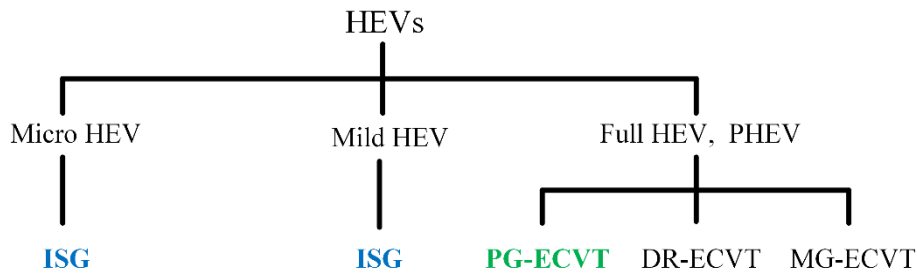 HEVs
Micro HEV
Mild HEV
Full HEV, PHEV
ISG
ISG
PG-ECVT
DR-ECVT
MG-ECVT